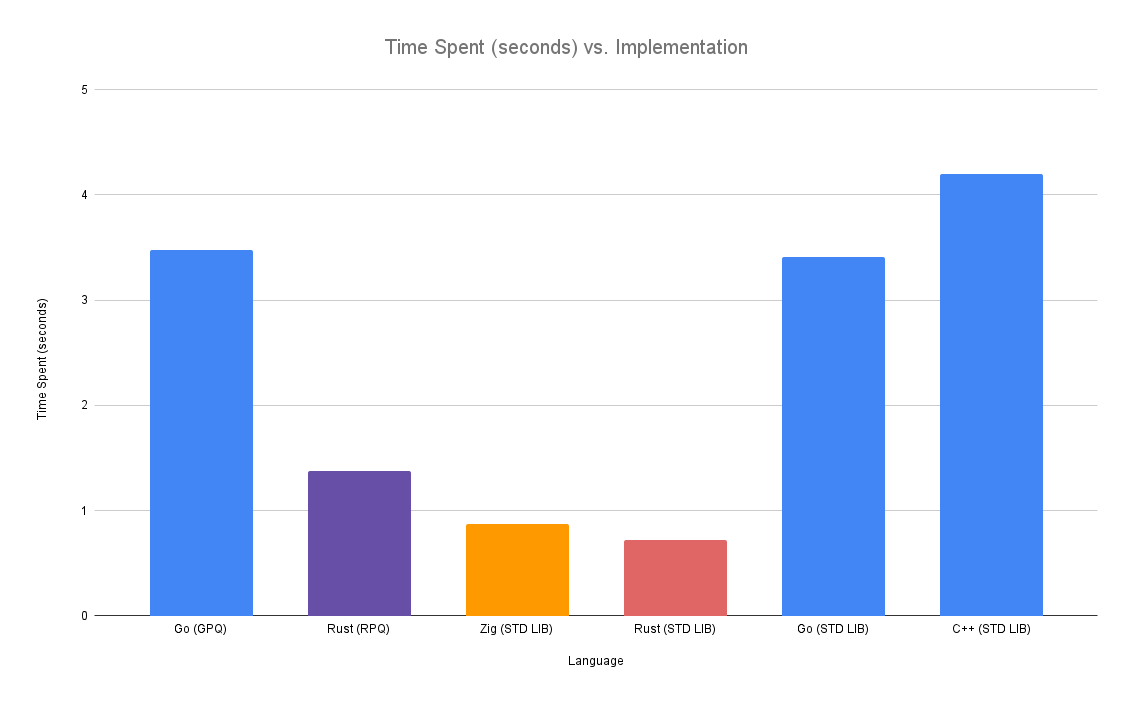 Time Spent (seconds) vs. Implementation
5
4
3
2
1
0
Time Spent (seconds)
Go (GPQ)
Rust (RPQ)
Zig (STD LIB)
Rust (STD LIB)
Go (STD LIB)
C++ (STD LIB)
Language